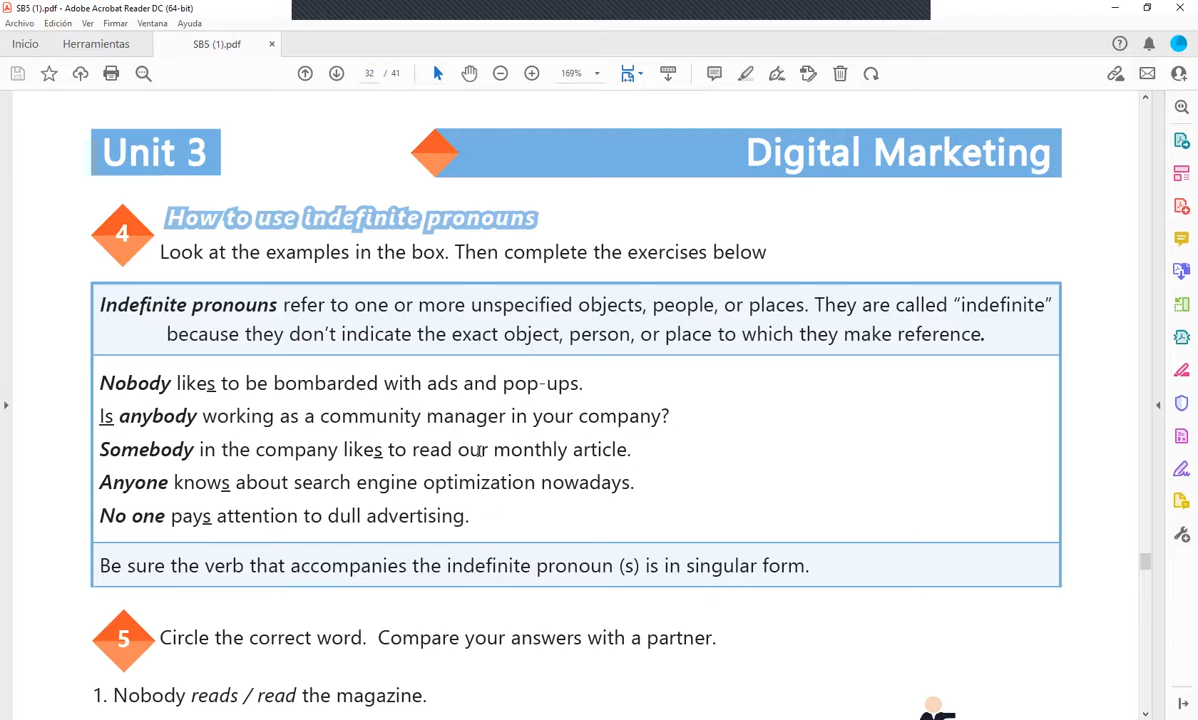 SB5 (1).pdf - Adobe Acrobat Reader DC (64-bit)
Archivo Edición Ver Firmar Ventana Ayuda
Inicio Herramientas SB5 (1).pdf ×
32 / 41 169%
Unit 3 Digital Marketing
4 How to use indefinite pronouns
Look at the examples in the box. Then complete the exercises below
Indefinite pronouns refer to one or more unspecified objects, people, or places. They are called “indefinite”
because they don’t indicate the exact object, person, or place to which they make reference.
Nobody likes to be bombarded with ads and pop-ups.
Is anybody working as a community manager in your company?
Somebody in the company likes to read our monthly article.
Anyone knows about search engine optimization nowadays.
No one pays attention to dull advertising.
Be sure the verb that accompanies the indefinite pronoun (s) is in singular form.
5 Circle the correct word. Compare your answers with a partner.
1. Nobody reads / read the magazine.